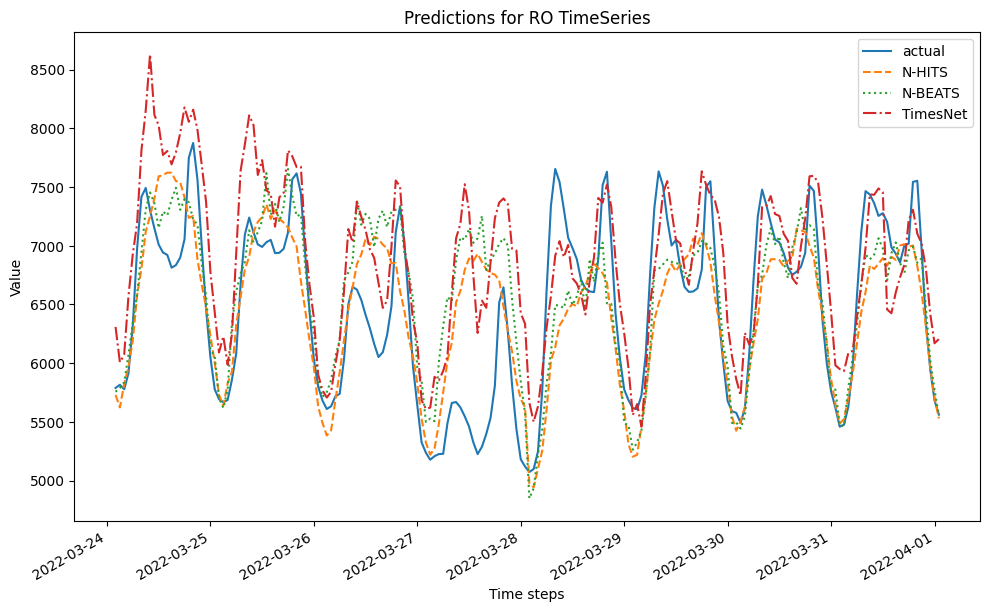 Predictions for RO TimeSeries
actual
N-HITS
N-BEATS
TimesNet
Value
8500
8000
7500
7000
6500
6000
5500
5000
2022-03-24
2022-03-25
2022-03-26
2022-03-27
2022-03-28
2022-03-29
2022-03-30
2022-03-31
2022-04-01
Time steps